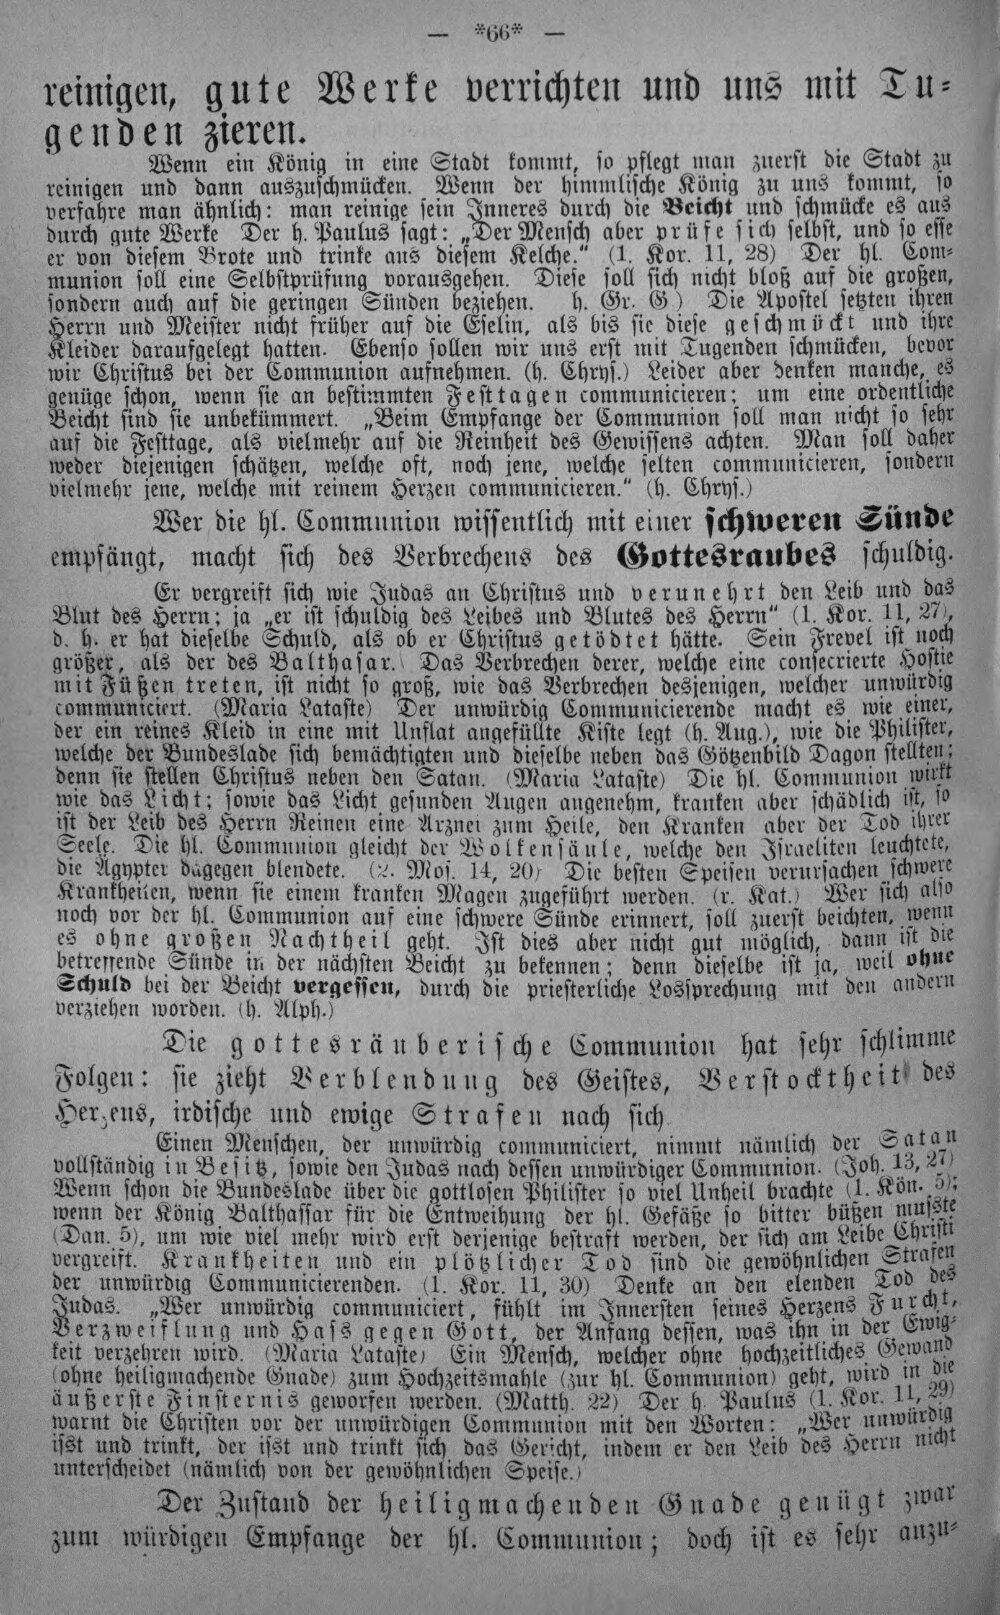 — *66* —
reinigen, gute Werke verrichten und uns mit Tu-
genden zieren.
Wenn ein König in eine Stadt kommt, so pflegt man zuerst die Stadt zu
reinigen und dann auszuschmücken. Wenn der himmlische König zu uns kommt, so
verfahre man ähnlich: man reinige sein Inneres durch die Beicht und schmücke es aus
durch gute Werke Der h. Paulus sagt: „Der Mensch aber prüfe sich selbst, und so esse
er von diesem Brote und trinke aus diesem Kelche.“ (1. Kor. 11, 28) Der hl. Com-
munion soll eine Selbstprüfung vorausgehen. Diese soll sich nicht bloß auf die großen,
sondern auch auf die geringen Sünden beziehen. h. Gr. G.) Die Apostel setzten ihren
Herrn und Meister nicht früher auf die Eselin, als bis sie diese geschmückt und ihre
Kleider daraufgelegt hatten. Ebenso sollen wir uns erst mit Tugenden schmücken, bevor
wir Christus bei der Communion aufnehmen. (h. Chrys.) Leider aber denken manche, es
genüge schon, wenn sie an bestimmten Festtagen communicieren; um eine ordentliche
Beicht sind sie unbekümmert. „Beim Empfange der Communion soll man nicht so sehr
auf die Festtage, als vielmehr auf die Reinheit des Gewissens achten. Man soll daher
weder diejenigen schätzen, welche oft, noch jene, welche selten communicieren, sondern
vielmehr jene, welche mit reinem Herzen communicieren.“ (h. Chrys.)
Wer die hl. Communion wissentlich mit einer schweren Sünde
empfängt, macht sich des Verbrechens des Gottesraubes schuldig.
Er vergreift sich wie Judas an Christus und verunehrt den Leib und das
Blut des Herrn; ja „er ist schuldig des Leibes und Blutes des Herrn“ (1. Kor. 11, 27),
d. h. er hat dieselbe Schuld, als ob er Christus getödtet hätte. Sein Frevel ist noch
größer, als der des Balthasar. Das Verbrechen derer, welche eine consecrierte Hostie
mit Füßen treten, ist nicht so groß, wie das Verbrechen desjenigen, welcher unwürdig
communiciert. (Maria Lataste) Der unwürdig Communicierende macht es wie einer,
der ein reines Kleid in eine mit Unflat angefüllte Kiste legt (h. Aug.), wie die Philister,
welche der Bundeslade sich bemächtigten und dieselbe neben das Götzenbild Dagon stellten;
denn sie stellen Christus neben den Satan. (Maria Lataste) Die hl. Communion wirkt
wie das Licht; sowie das Licht gesunden Augen angenehm, kranken aber schädlich ist, so
ist der Leib des Herrn Reinen eine Arznei zum Heile, den Kranken aber der Tod ihrer
Seele. Die hl. Communion gleicht der Wolkensäule, welche den Israeliten leuchtete,
die Ägypter dagegen blendete. (2. Mos. 14, 20) Die besten Speisen verursachen schwere
Krankheiten, wenn sie einem kranken Magen zugeführt werden. (r. Kat.) Wer sich also
noch vor der hl. Communion auf eine schwere Sünde erinnert, soll zuerst beichten, wenn
es ohne großen Nachtheil geht. Ist dies aber nicht gut möglich, dann ist die
betreffende Sünde in der nächsten Beicht zu bekennen; denn dieselbe ist ja, weil ohne
Schuld bei der Beicht vergessen, durch die priesterliche Lossprechung mit den andern
verziehen worden. (h. Alph.)
Die gottesräuberische Communion hat sehr schlimme
Folgen: sie zieht Verblendung des Geistes, Verstocktheit des
Herzens, irdische und ewige Strafen nach sich
Einen Menschen, der unwürdig communiciert, nimmt nämlich der Satan
vollständig in Besitz, sowie den Judas nach dessen unwürdiger Communion. (Joh. 13, 27)
Wenn schon die Bundeslade über die gottlosen Philister so viel Unheil brachte (1. Kön. 5);
wenn der König Balthassar für die Entweihung der hl. Gefäße so bitter büßen musste
(Dan. 5), um wie viel mehr wird erst derjenige bestraft werden, der sich am Leibe Christi
vergreift. Krankheiten und ein plötzlicher Tod sind die gewöhnlichen Strafen
der unwürdig Communicierenden. (1. Kor. 11, 30) Denke an den elenden Tod des
Judas. „Wer unwürdig communiciert, fühlt im Innersten seines Herzens Furcht,
Verzweiflung und Hass gegen Gott, der Anfang dessen, was ihn in der Ewig-
keit verzehren wird. (Maria Lataste) Ein Mensch, welcher ohne hochzeitliches Gewand
(ohne heiligmachende Gnade) zum Hochzeitsmahle (zur hl. Communion) geht, wird in die
äußerste Finsternis geworfen werden. (Matth. 22) Der h. Paulus (1. Kor. 11, 29)
warnt die Christen vor der unwürdigen Communion mit den Worten: „Wer unwürdig
isst und trinkt, der isst und trinkt sich das Gericht, indem er den Leib des Herrn nicht
unterscheidet (nämlich von der gewöhnlichen Speise.)
Der Zustand der heiligmachenden Gnade genügt zwar
zum würdigen Empfange der hl. Communion; doch ist es sehr anzu-